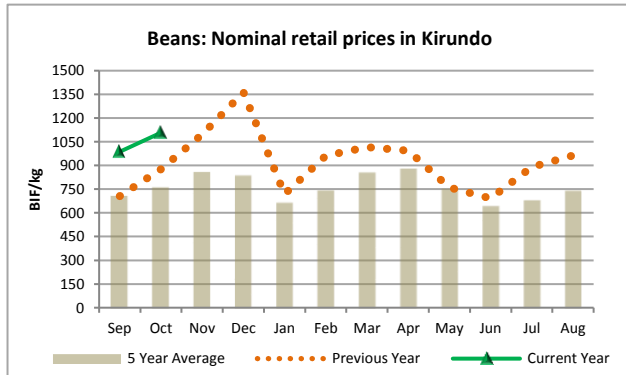 Beans: Nominal retail prices in Kirundo
BIF/kg
1500
1350
1200
1050
900
750
600
450
300
150
0
Sep Oct Nov Dec Jan Feb Mar Apr May Jun Jul Aug
5 Year Average Previous Year Current Year